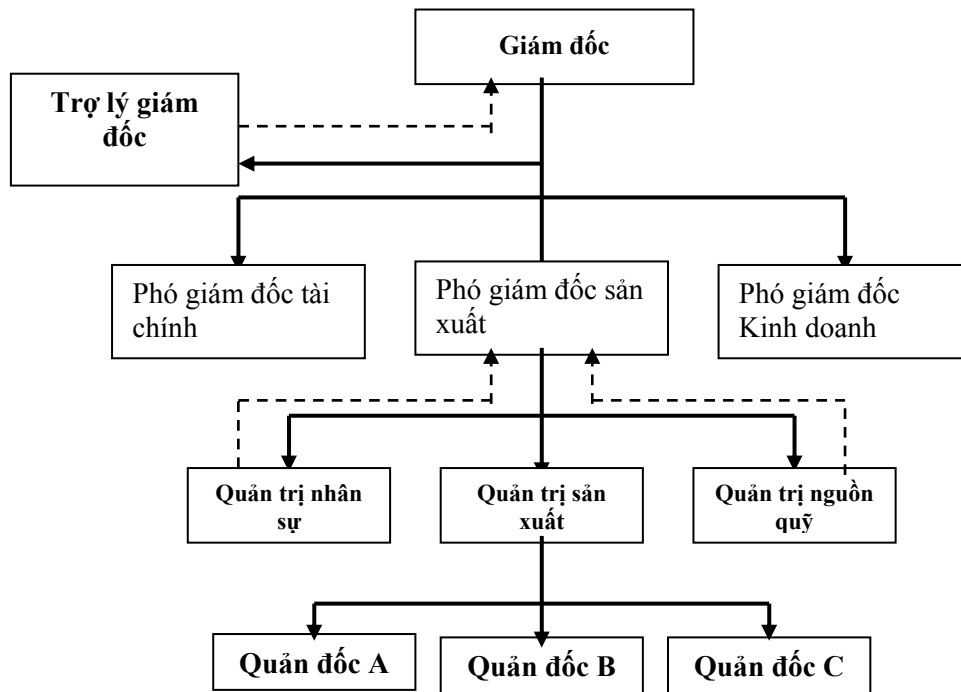 Giám đốc
Trợ lý giám
đốc
Phó giám đốc tài
chính
Phó giám đốc sản
xuất
Phó giám đốc
Kinh doanh
Quản trị nhân
sự
Quản trị sản
xuất
Quản trị nguồn
quỹ
Quản đốc A
Quản đốc B
Quản đốc C